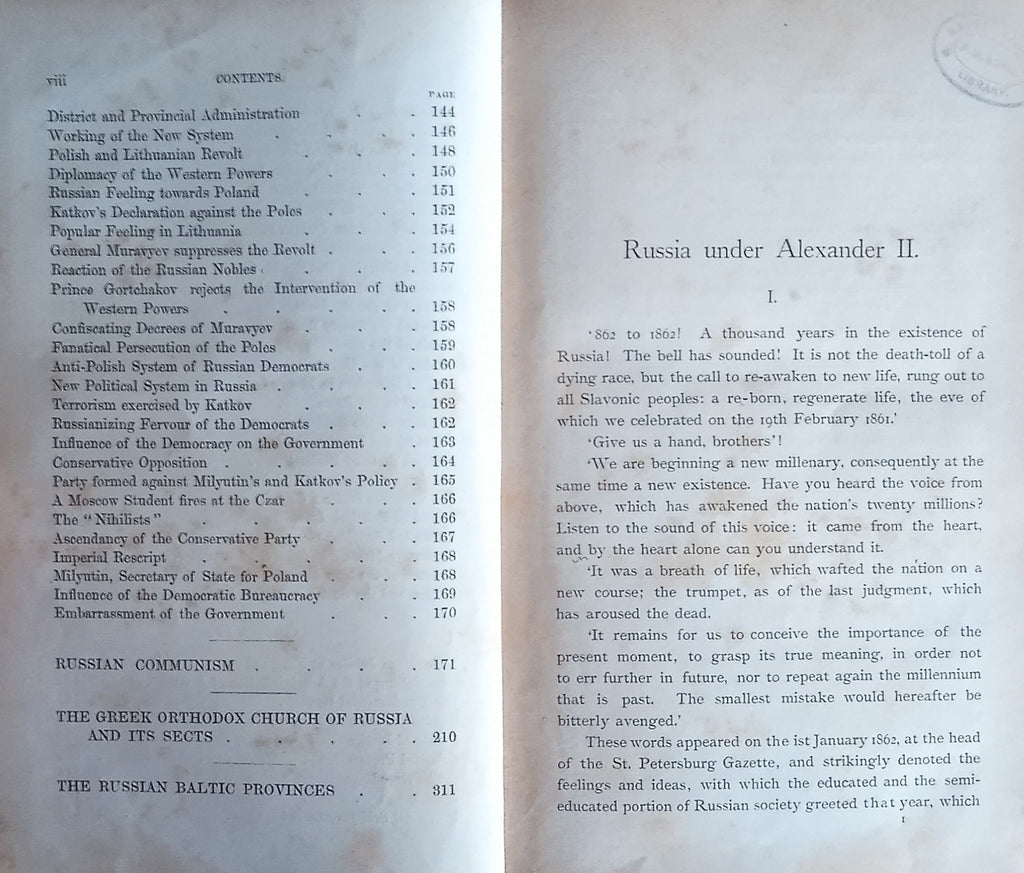 viii CONTENTS.
PAGE
District and Provincial Administration . . 144
Working of the New System . . . 146
Polish and Lithuanian Revolt . . . 148
Diplomacy of the Western Powers . . . 150
Russian Feeling towards Poland . . . 151
Katkov's Declaration against the Poles . . . 152
Popular Feeling in Lithuania . . . 154
General Muravyev suppresses the Revolt . . . 156
Reaction of the Russian Nobles . . . 157
Prince Gortchakov rejects the Intervention of the
Western Powers . . . . . 158
Confiscating Decrees of Muravyev . . . 158
Fanatical Persecution of the Poles . . . 159
Anti-Polish System of Russian Democrats . . 160
New Political System in Russia . . . . 161
Terrorism exercised by Katkov . . . 162
Russianizing Fervour of the Democrats . . . 162
Influence of the Democracy on the Government . 163
Conservative Opposition . . . . . 164
Party formed against Milyutin's and Katkov's Policy . 165
A Moscow Student fires at the Czar . . . 166
The "Nihilists" . . . . . 166
Ascendancy of the Conservative Party . . . 167
Imperial Rescript . . . . . 168
Milyutin, Secretary of State for Poland . . . 168
Influence of the Democratic Bureaucracy . . 169
Embarrassment of the Government . . . 170
RUSSIAN COMMUNISM . . . . 171
THE GREEK ORTHODOX CHURCH OF RUSSIA
AND ITS SECTS . . . . . 210
THE RUSSIAN BALTIC PROVINCES . . 311
LIBRARY
Russia under Alexander II.
I.
'862 to 1862! A thousand years in the existence of
Russia! The bell has sounded! It is not the death-toll of a
dying race, but the call to re-awaken to new life, rung out to
all Slavonic peoples: a re-born, regenerate life, the eve of
which we celebrated on the 19th February 1861.'
'Give us a hand, brothers'!
'We are beginning a new millenary, consequently at the
same time a new existence. Have you heard the voice from
above, which has awakened the nation's twenty millions?
Listen to the sound of this voice: it came from the heart,
and by the heart alone can you understand it.
'It was a breath of life, which wafted the nation on a
new course; the trumpet, as of the last judgment, which
has aroused the dead.
'It remains for us to conceive the importance of the
present moment, to grasp its true meaning, in order not
to err further in future, nor to repeat again the millennium
that is past. The smallest mistake would hereafter be
bitterly avenged.'
These words appeared on the 1st January 1862, at the head
of the St. Petersburg Gazette, and strikingly denoted the
feelings and ideas, with which the educated and the semi-
educated portion of Russian society greeted that year, which
1